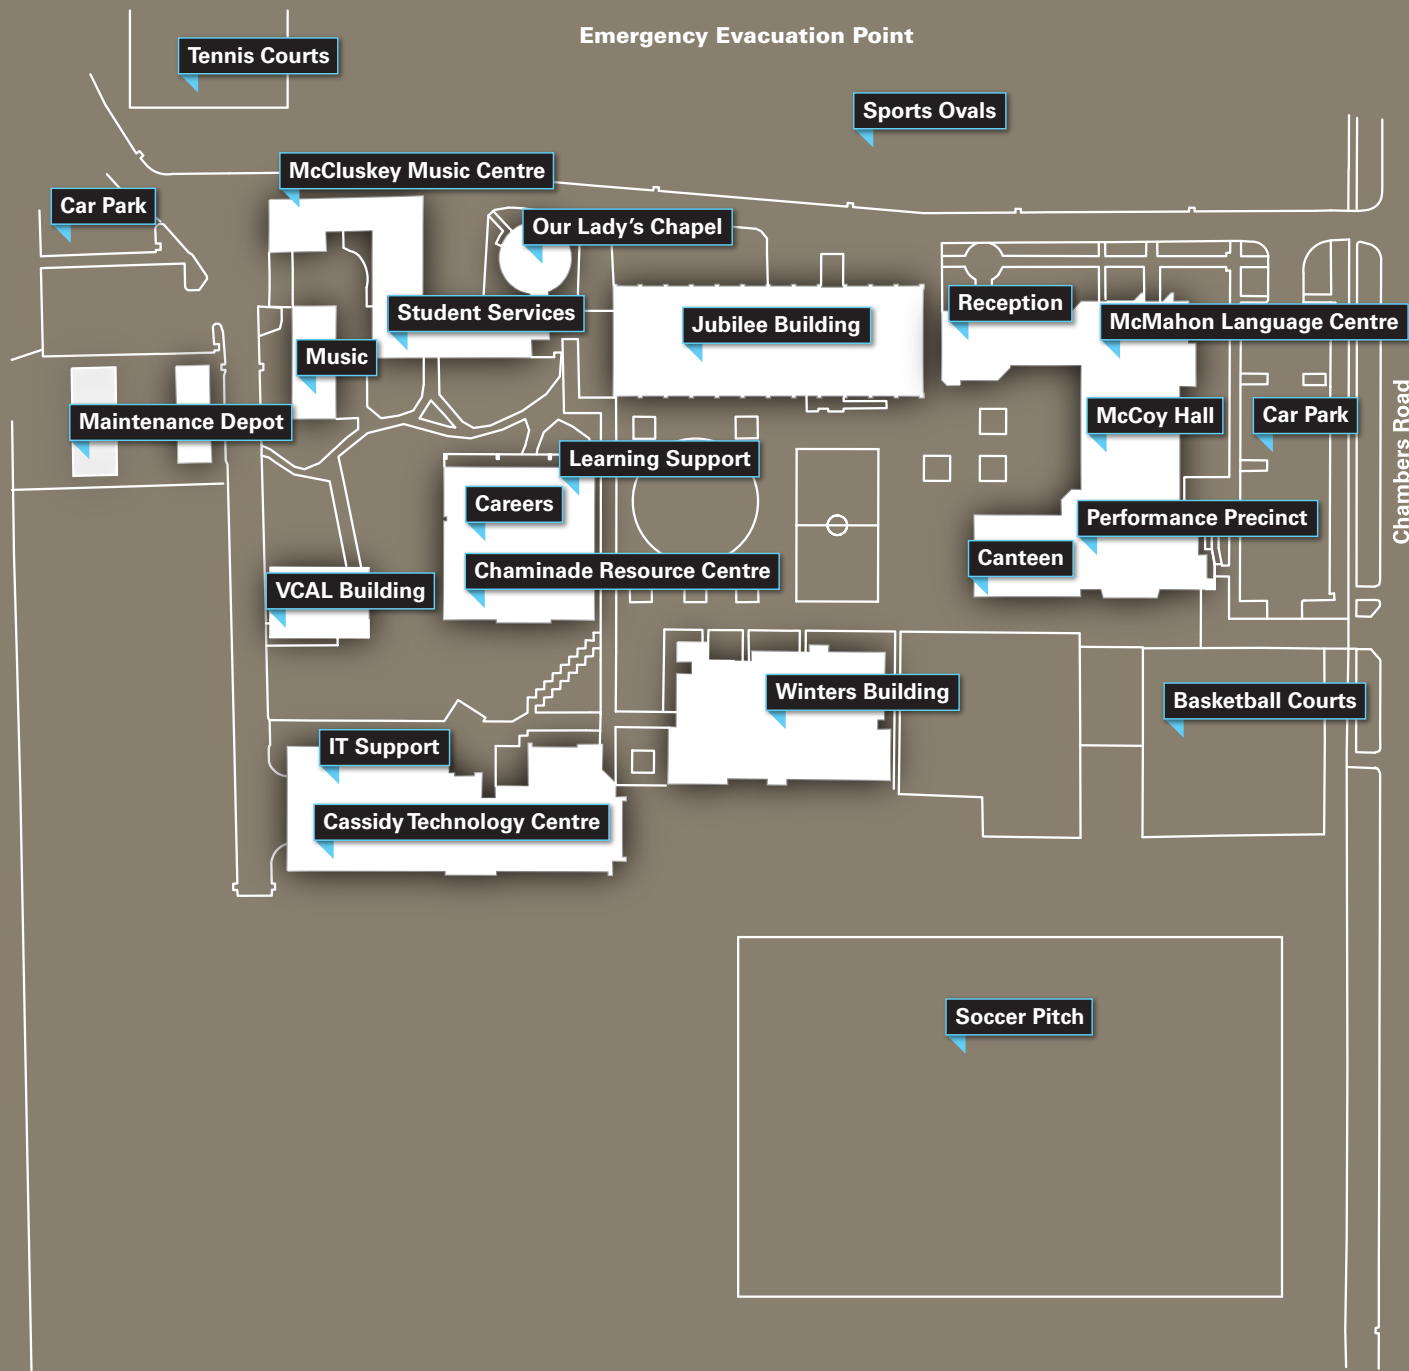 Emergency Evacuation Point
Tennis Courts
Sports Ovals
McCluskey Music Centre
Car Park
Our Lady’s Chapel
Reception
Student Services
Jubilee Building
McMahon Language Centre
Music
Maintenance Depot
McCoy Hall
Car Park
Chambers Road
Learning Support
Careers
Performance Precinct
Canteen
Chaminade Resource Centre
VCAL Building
Winters Building
Basketball Courts
IT Support
Cassidy Technology Centre
Soccer Pitch